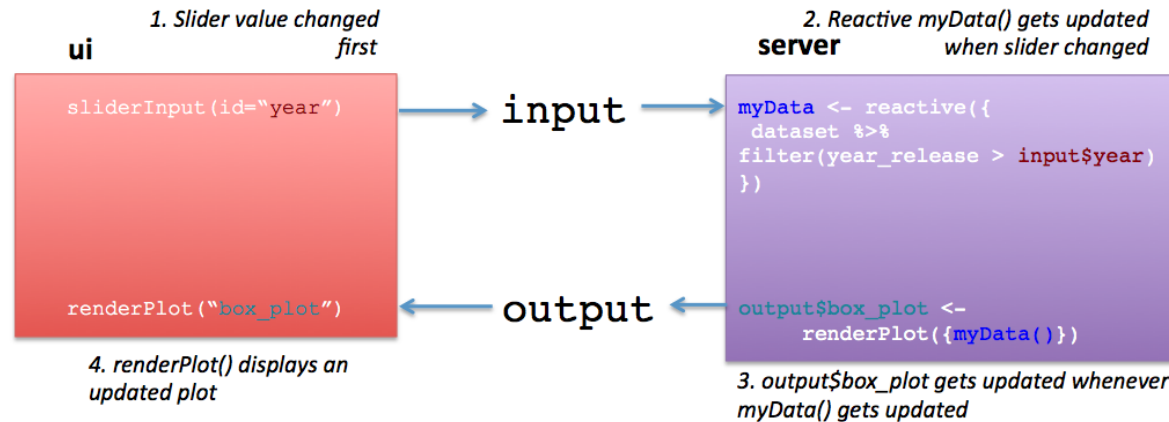 1. Slider value changed
first
ui
2. Reactive myData() gets updated
when slider changed
server
sliderInput(id=“year”)
input
myData <- reactive({
dataset %>%
filter(year_release > input$year)
})
renderPlot(“box_plot”)
output
output$box_plot <-
renderPlot({myData()})
4. renderPlot() displays an
updated plot
3. output$box_plot gets updated whenever
myData() gets updated